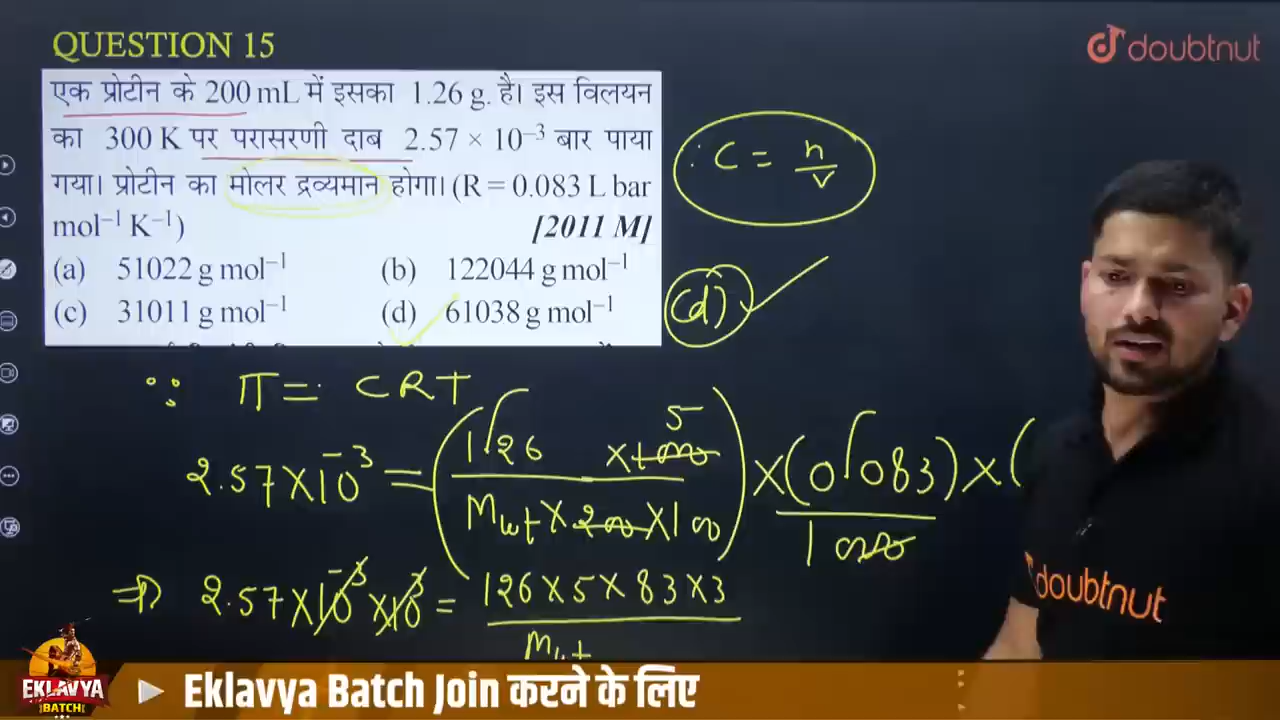 QUESTION 15
doubtnut
एक प्रोटीन के 200 mL में इसका 1.26 g. है। इस विलयन
का 300 K पर परासरणी दाब 2.57 × 10⁻³ बार पाया
गया। प्रोटीन का मोलर द्रव्यमान होगा। (R = 0.083 L bar
mol⁻¹ K⁻¹) [2011 M]
(a) 51022 g mol⁻¹ (b) 122044 g mol⁻¹
(c) 31011 g mol⁻¹ (d) 61038 g mol⁻¹
∴ C = n/V
(d)
∵ π = CRT
2.57×10⁻³ = (1.26 ×1000 5 / Mwt × 200 ×100) × (0.083) × (
1000
⇒ 2.57×10⁻³×10³ = 126×5×83×3
Mwt
doubtnut
EKLAVYA
BATCH
Eklavya Batch Join करने के लिए